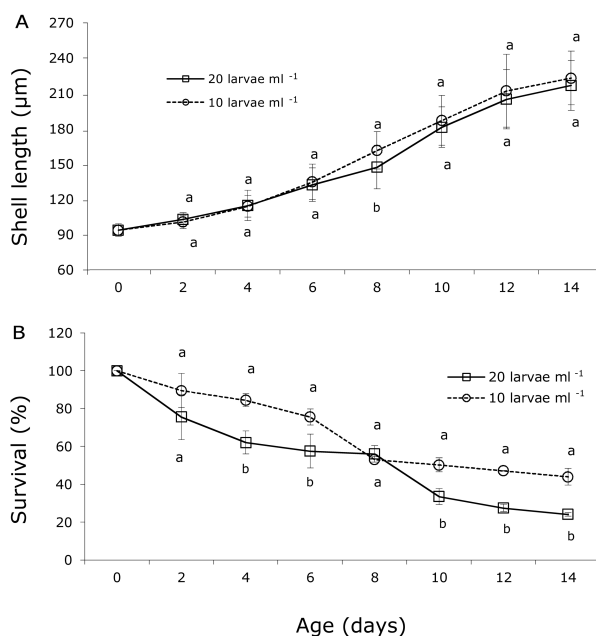 A
270
240
210
180
150
120
90
60
Shell length (µm)
20 larvae ml -1
10 larvae ml -1
a a a a a a a
a a a b a a a
0 2 4 6 8 10 12 14
B
120
100
80
60
40
20
0
Survival (%)
20 larvae ml -1
10 larvae ml -1
a a a a a a a
a b b a b b b
0 2 4 6 8 10 12 14
Age (days)